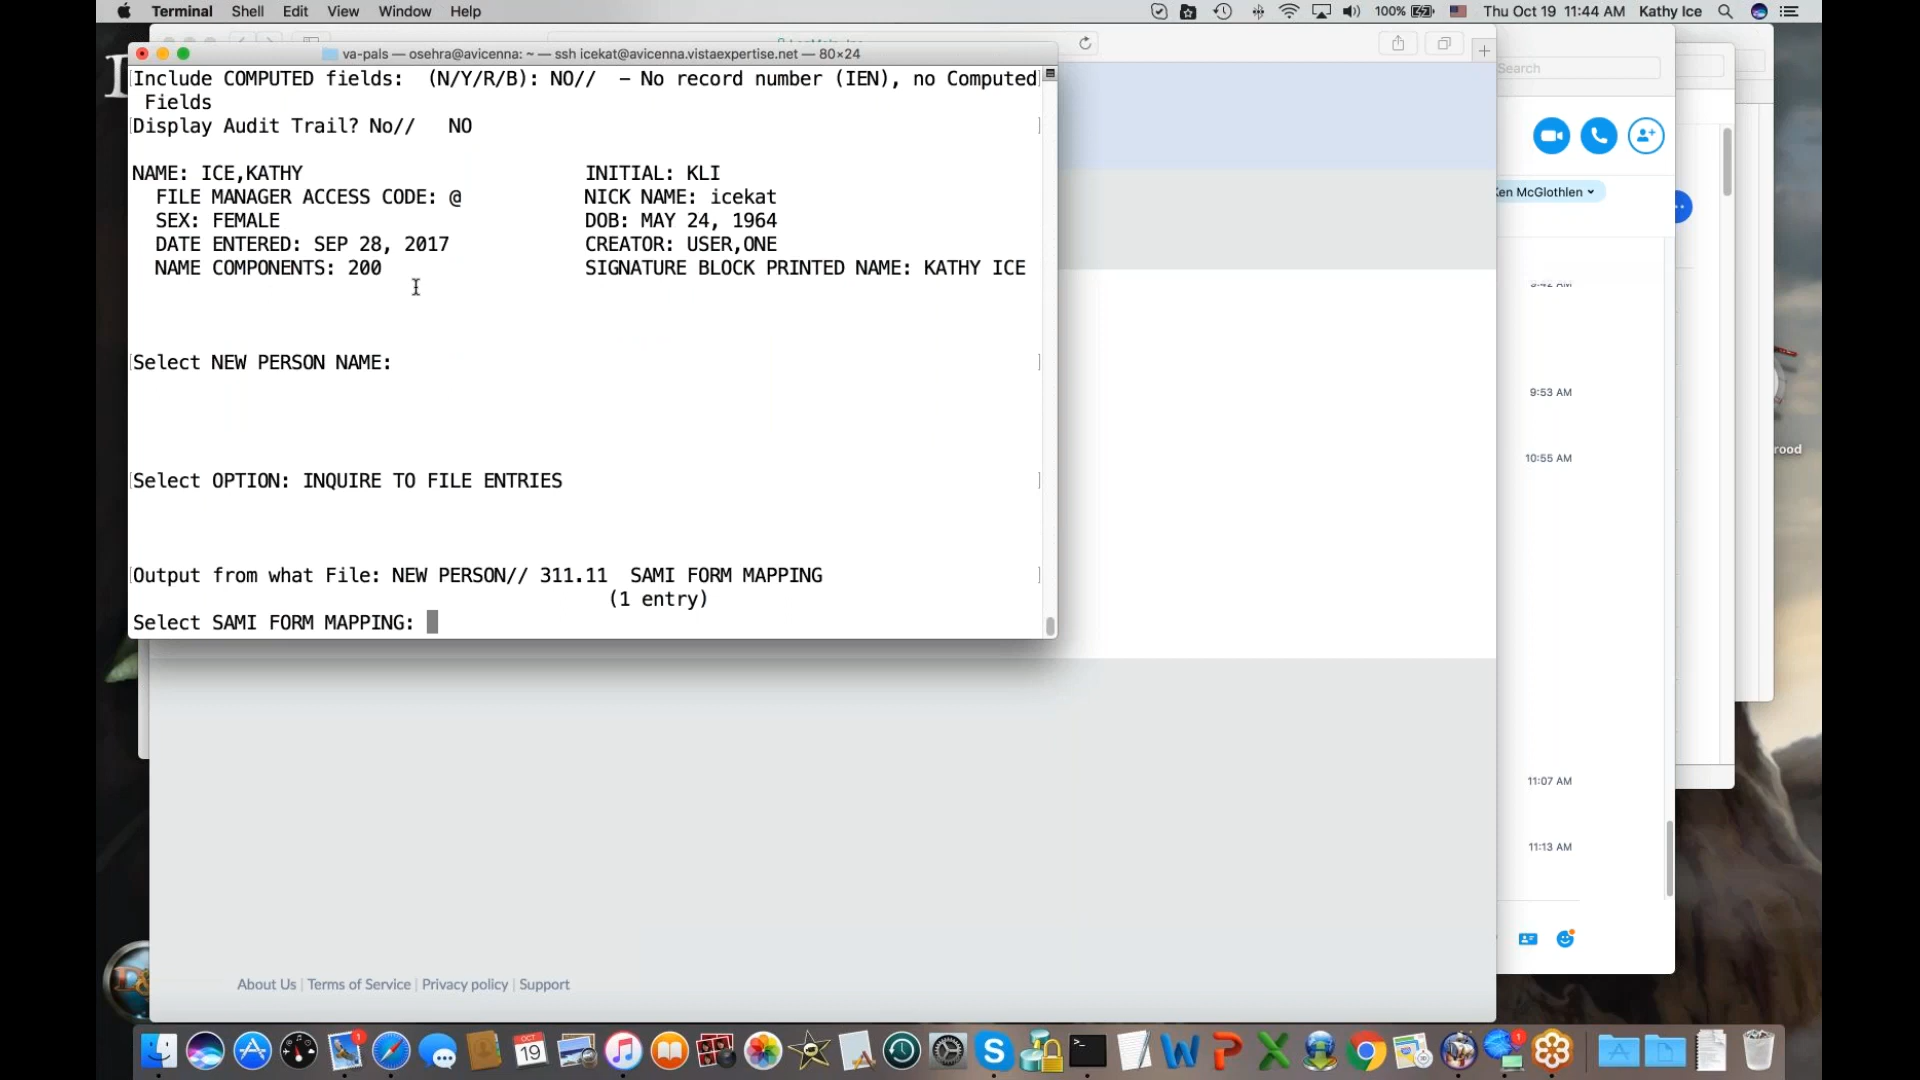 Terminal Shell Edit View Window Help
100% Thu Oct 19 11:44 AM Kathy Ice
va-pals — osehra@avicenna: ~ — ssh icekat@avicenna.vistaexpertise.net — 80×24
Include COMPUTED fields: (N/Y/R/B): NO// - No record number (IEN), no Computed
Fields
Display Audit Trail? No// NO
NAME: ICE,KATHY INITIAL: KLI
FILE MANAGER ACCESS CODE: @ NICK NAME: icekat
SEX: FEMALE DOB: MAY 24, 1964
DATE ENTERED: SEP 28, 2017 CREATOR: USER,ONE
NAME COMPONENTS: 200 SIGNATURE BLOCK PRINTED NAME: KATHY ICE
Select NEW PERSON NAME:
Select OPTION: INQUIRE TO FILE ENTRIES
Output from what File: NEW PERSON// 311.11 SAMI FORM MAPPING
(1 entry)
Select SAMI FORM MAPPING:
Search
Ken McGlothlen
9:53 AM
10:55 AM
11:07 AM
11:13 AM
rood
About Us | Terms of Service | Privacy policy | Support
OCT
19
1
1